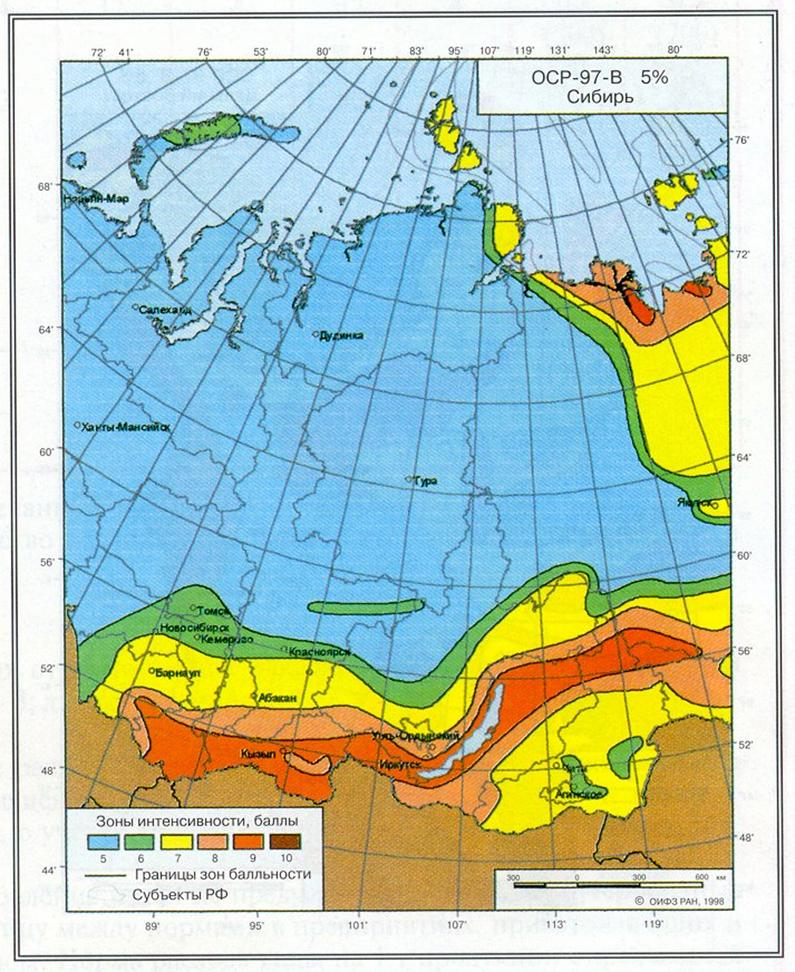 72' 41' 76' 53' 80' 71' 83' 95' 107' 119' 131' 143' 80'
ОСР-97-В 5%
Сибирь
76'
68'
Нарьян-Мар
72'
Салехард
64'
Дудинка
68'
Ханты-Мансийск
60'
64'
Тура
Якутск
56'
60'
Томск
Новосибирск
Кемерово
Красноярск
56'
52'
Барнаул
Абакан
Усть-Ордынский
Кызыл
52'
Иркутск
48'
Чита
Агинское
Зоны интенсивности, баллы
5 6 7 8 9 10
48'
Границы зон балльности
44'
Субъекты РФ
300 0 300 600 км
© ОИФЗ РАН, 1998
89' 95' 101' 107' 113' 119'